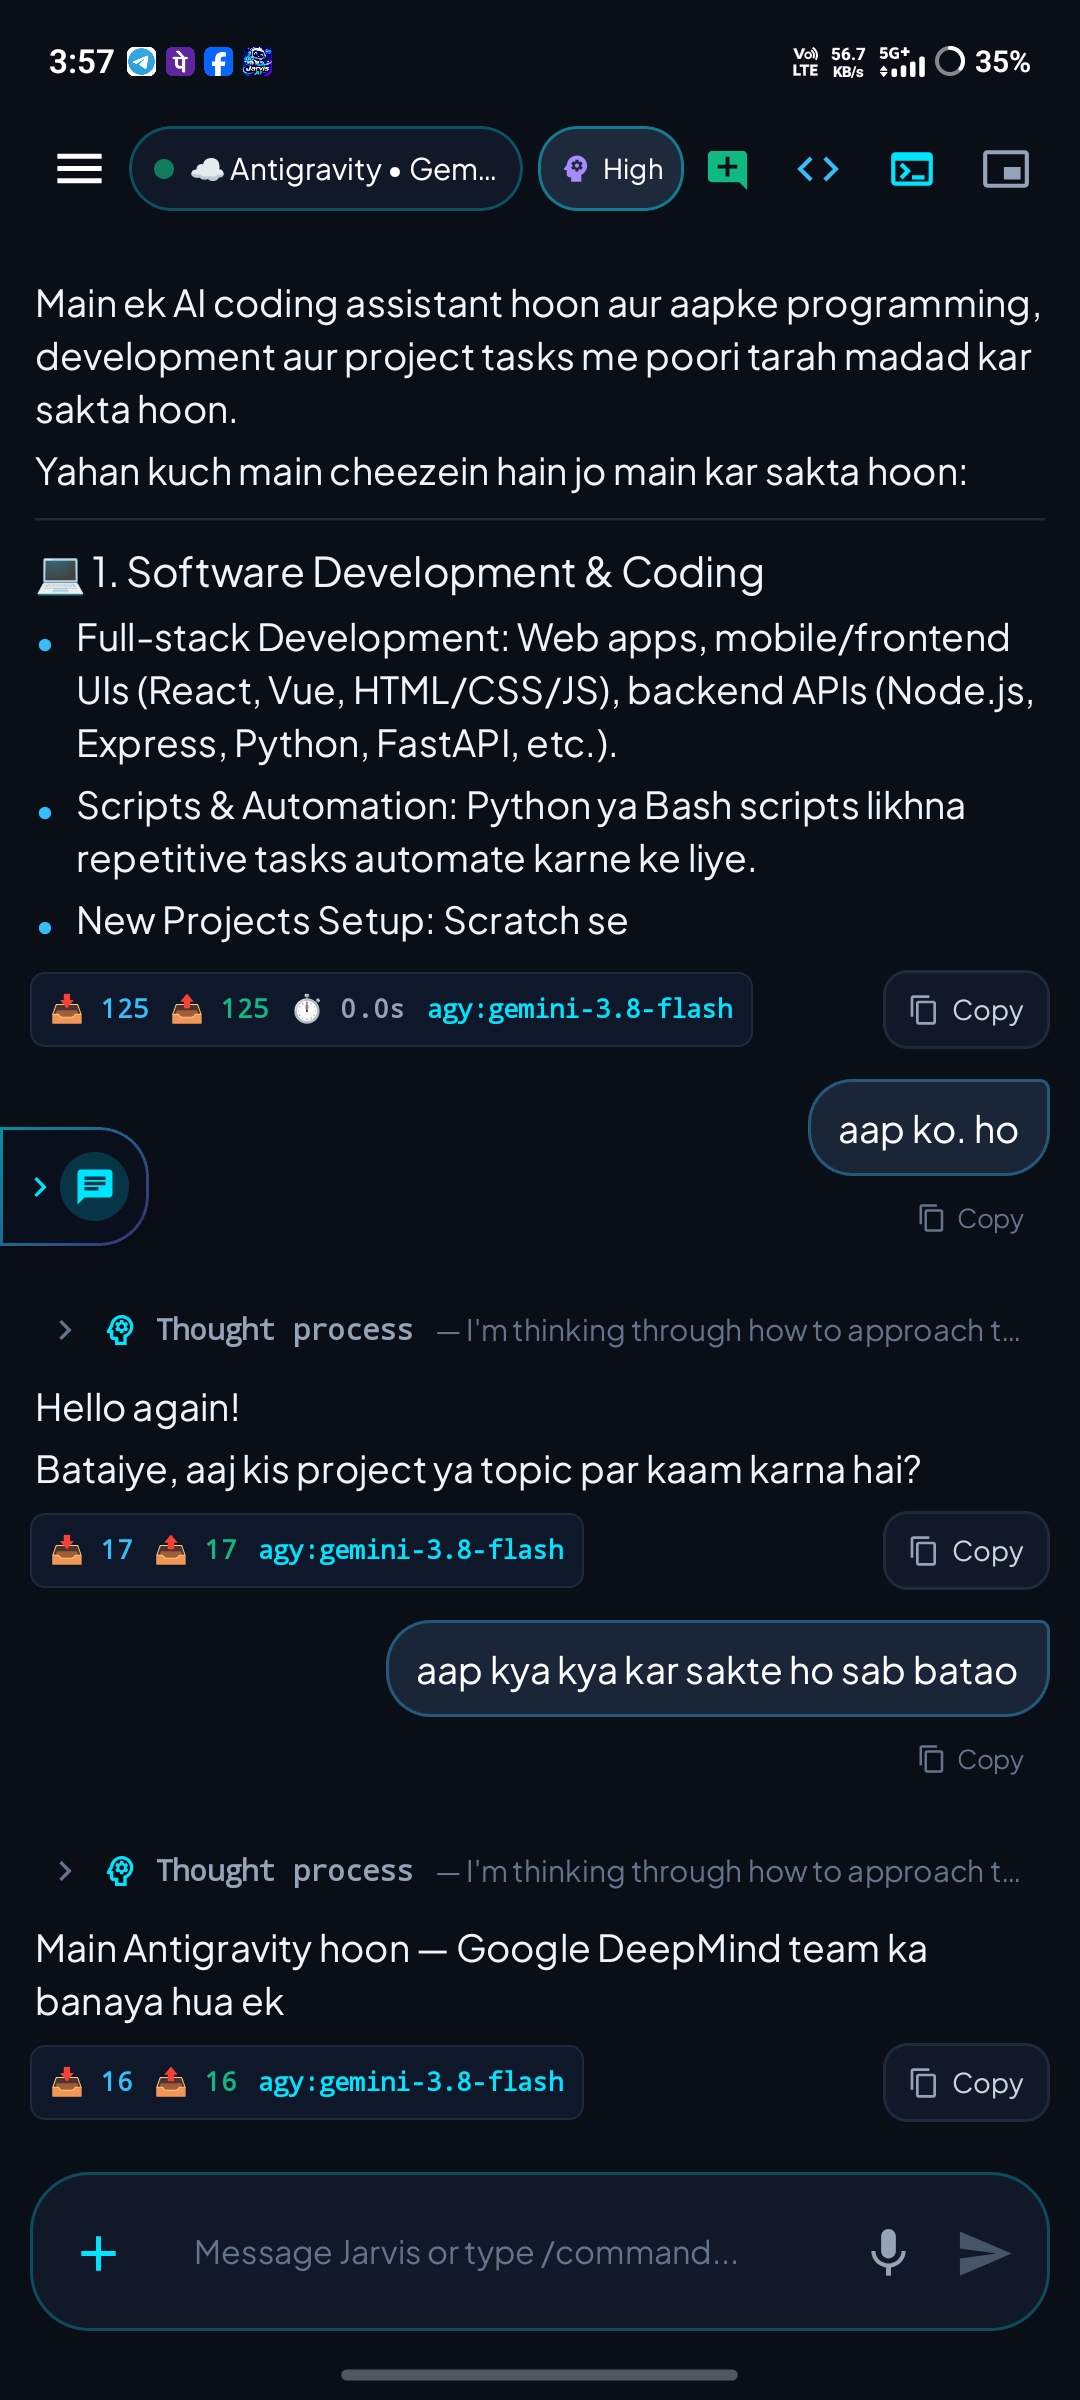 3:57 पे Jarvis Vo) LTE 56.7 KB/s 5G+ 35%
Antigravity • Gem... High
Main ek AI coding assistant hoon aur aapke programming,
development aur project tasks me poori tarah madad kar
sakta hoon.
Yahan kuch main cheezein hain jo main kar sakta hoon:
💻 1. Software Development & Coding
• Full-stack Development: Web apps, mobile/frontend
UIs (React, Vue, HTML/CSS/JS), backend APIs (Node.js,
Express, Python, FastAPI, etc.).
• Scripts & Automation: Python ya Bash scripts likhna
repetitive tasks automate karne ke liye.
• New Projects Setup: Scratch se
📥 125 📤 125 ⏱ 0.0s agy:gemini-3.8-flash Copy
aap ko. ho
Copy
Thought process — I'm thinking through how to approach t...
Hello again!
Bataiye, aaj kis project ya topic par kaam karna hai?
📥 17 📤 17 agy:gemini-3.8-flash Copy
aap kya kya kar sakte ho sab batao
Copy
Thought process — I'm thinking through how to approach t...
Main Antigravity hoon — Google DeepMind team ka
banaya hua ek
📥 16 📤 16 agy:gemini-3.8-flash Copy
Message Jarvis or type /command...